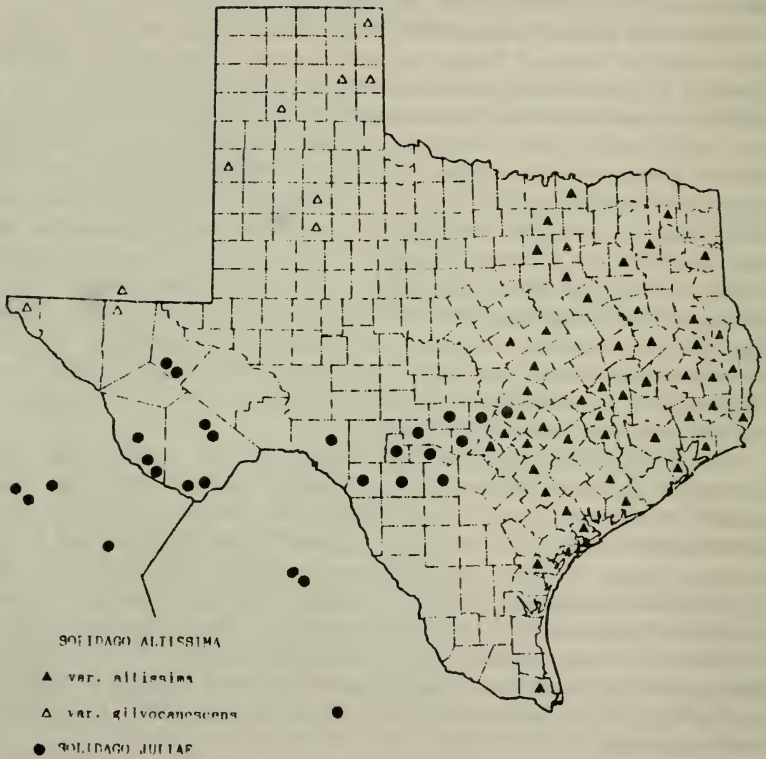 SOLIDAGO ALTISSIMA
▲ var. altissima
△ var. gilvocanescens
● SOLIDAGO JULIAE